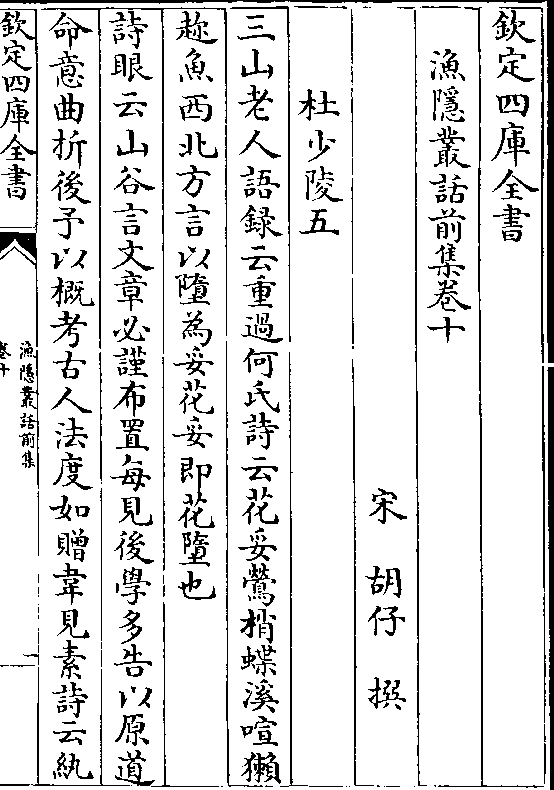 欽定四庫全書
漁隱叢話前集卷十
宋 胡仔 撰
杜少陵五
三山老人語録云重過何氏詩云花妥鶯梢蝶溪喧獺
趂魚西北方言以墮為妥花妥即花墮也
詩眼云山谷言文章必謹布置每見後學多告以原道
命意曲折後予以概考古人法度如贈韋見素詩云紈
欽定四庫全書
漁隱叢話前集
卷十
一